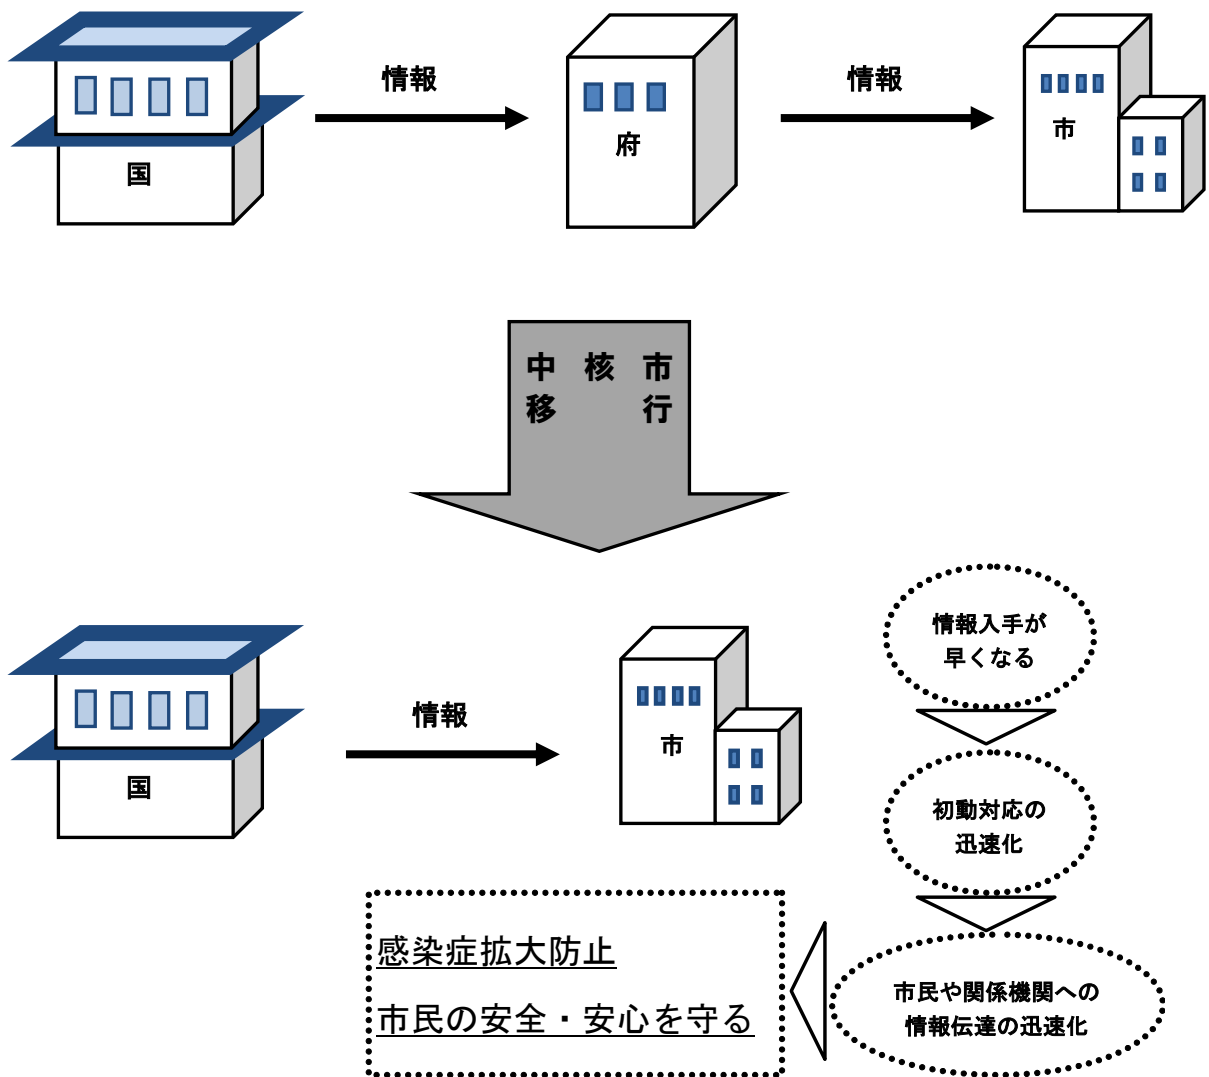 情報
情報
国
府
市
中核市
移行
情報
国
市
情報入手が
早くなる
初動対応の
迅速化
市民や関係機関への
情報伝達の迅速化
感染症拡大防止
市民の安全・安心を守る